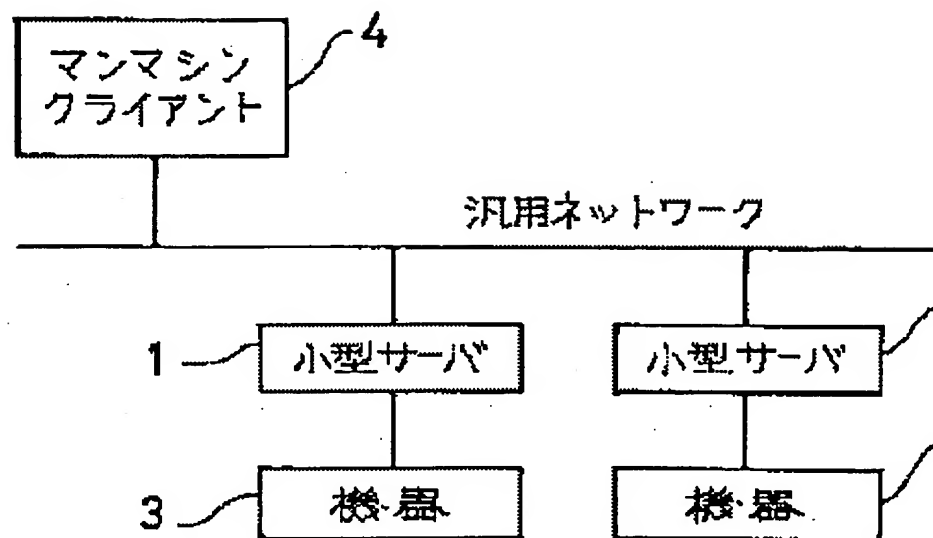 マンマシン
クライアント
4
汎用ネットワーク
1
小型サーバ
小型サーバ
3
機器
機器